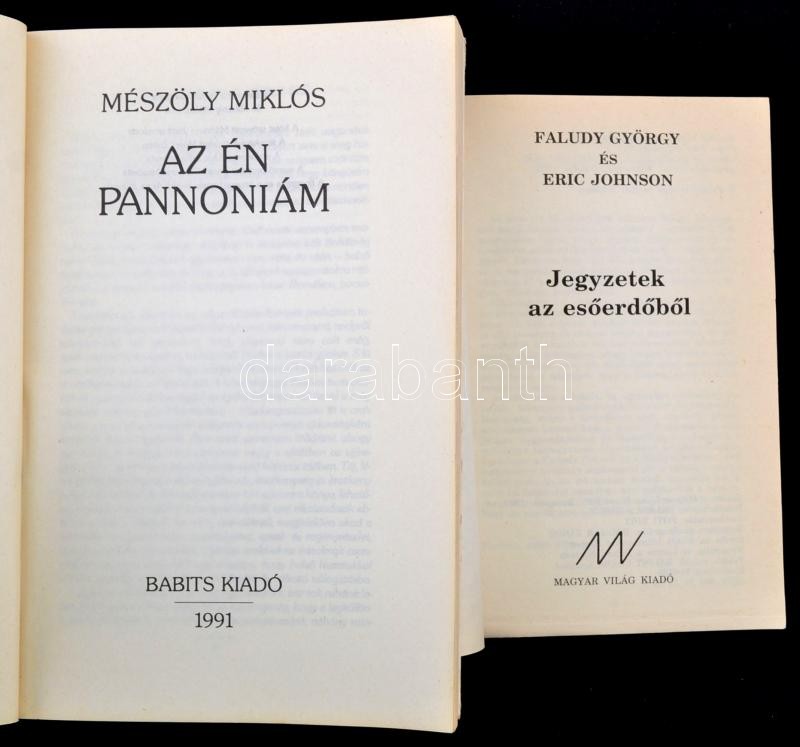 MÉSZÖLY MIKLÓS
AZ ÉN
PANNONIÁM
BABITS KIADÓ
1991
FALUDY GYÖRGY
ÉS
ERIC JOHNSON
Jegyzetek
az esőerdőből
MAGYAR VILÁG KIADÓ
darabanth